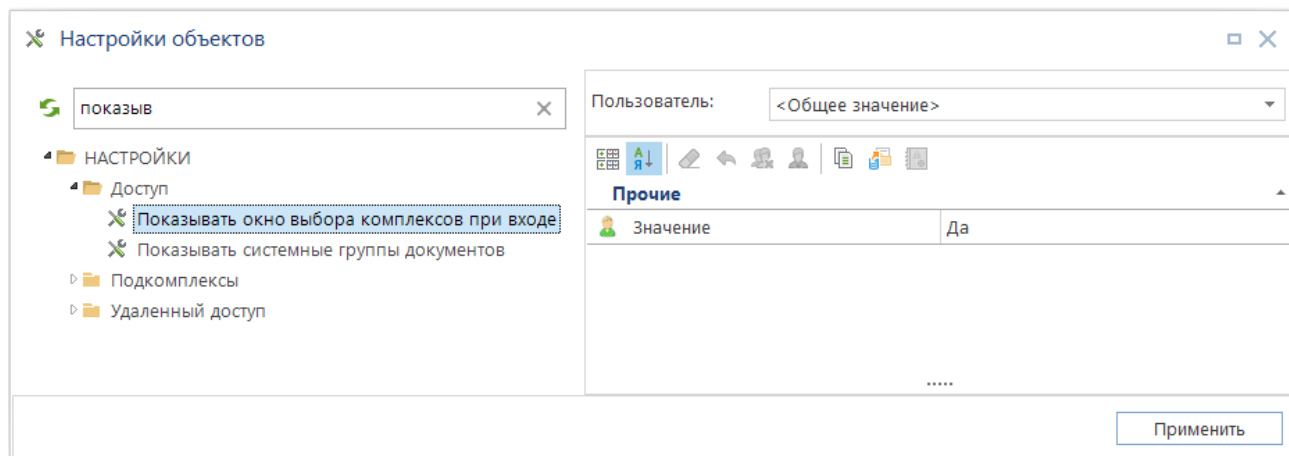 Настройки объектов
показыв
НАСТРОЙКИ
Доступ
Показывать окно выбора комплексов при входе
Показывать системные группы документов
Подкомплексы
Удаленный доступ
Пользователь: <Общее значение>
А
Я
Прочие
Значение Да
Применить